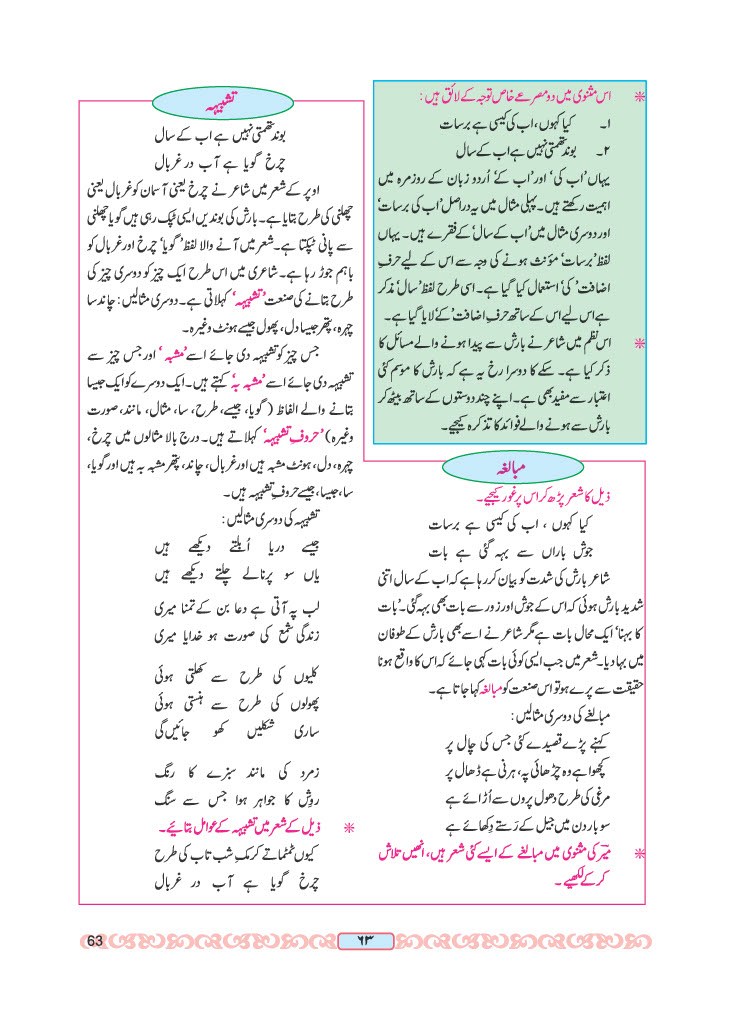 * اس مثنوی میں دو مصرعے خاص توجہ کے لائق ہیں :
۱۔ کیا کہوں، اب کی کیسی ہے برسات
۲۔ بوند تھمتی نہیں ہے اب کے سال
یہاں ’اب کی‘ اور ’اب کے‘ اُردو زبان کے روزمرہ میں
اہمیت رکھتے ہیں۔ پہلی مثال میں یہ دراصل ’اب کی برسات‘
اور دوسری مثال میں ’اب کے سال‘ کے فقرے ہیں۔ یہاں
لفظ ’برسات‘ مؤنث ہونے کی وجہ سے اس کے لیے حرفِ
اضافت ’کی‘ استعمال کیا گیا ہے۔ اسی طرح لفظ ’سال‘ مذکر
ہے اس لیے اس کے ساتھ حرفِ اضافت ’کے‘ لایا گیا ہے۔
* اس نظم میں شاعر نے بارش سے پیدا ہونے والے مسائل کا
ذکر کیا ہے۔ سکے کا دوسرا رخ یہ ہے کہ بارش کا موسم کئی
اعتبار سے مفید بھی ہے۔ اپنے چند دوستوں کے ساتھ بیٹھ کر
بارش سے ہونے والے فوائد کا تذکرہ کیجیے۔
مبالغہ
ذیل کا شعر پڑھ کر اس پر غور کیجیے۔
کیا کہوں ، اب کی کیسی ہے برسات
جوشِ باراں سے بہہ گئی ہے بات
شاعر بارش کی شدت کو بیان کر رہا ہے کہ اب کے سال اتنی
شدید بارش ہوئی کہ اس کے جوش اور زور سے بات بھی بہہ گئی۔ ’بات
کا بہنا‘ ایک محال بات ہے مگر شاعر نے اسے بھی بارش کے طوفان
میں بہا دیا۔ شعر میں جب ایسی کوئی بات کہی جائے کہ اس کا واقع ہونا
حقیقت سے پرے ہو تو اس صنعت کو مبالغہ کہا جاتا ہے۔
مبالغے کی دوسری مثالیں :
کہنے پڑے قصیدے کئی جس کی چال پر
کچھوا ہے وہ چڑھائی پہ، ہرنی ہے ڈھال پر
مرغی کی طرح دھول پروں سے اُڑائے ہے
سو بار دن میں جیل کے رَستے دِکھائے ہے
* میرؔ کی مثنوی میں مبالغے کے ایسے کئی شعر ہیں، انھیں تلاش
کر کے لکھیے۔
تشبیہہ
بوند تھمتی نہیں ہے اب کے سال
چرخ گویا ہے آب در غربال
اوپر کے شعر میں شاعر نے چرخ یعنی آسمان کو غربال یعنی
چھلنی کی طرح بتایا ہے۔ بارش کی بوندیں ایسی ٹپک رہی ہیں گویا چھلنی
سے پانی ٹپکتا ہے۔ شعر میں آنے والا لفظ ’گویا‘ چرخ اور غربال کو
باہم جوڑ رہا ہے۔ شاعری میں اس طرح ایک چیز کو دوسری چیز کی
طرح بتانے کی صنعت ’تشبیہہ‘ کہلاتی ہے۔ دوسری مثالیں : چاند سا
چہرہ، پتھر جیسا دل، پھول جیسے ہونٹ وغیرہ۔
جس چیز کو تشبیہہ دی جائے اسے ’مشبہ‘ اور جس چیز سے
تشبیہہ دی جائے اسے ’مشبہ بہ‘ کہتے ہیں۔ ایک دوسرے کو ایک جیسا
بتانے والے الفاظ (گویا، جیسے، طرح، سا، مثال، مانند، صورت
وغیرہ) ’حروفِ تشبیہہ‘ کہلاتے ہیں۔ درج بالا مثالوں میں چرخ،
چہرہ، دل، ہونٹ مشبہ ہیں اور غربال، چاند، پتھر مشبہ بہ ہیں اور گویا،
سا، جیسا، جیسے حروفِ تشبیہہ ہیں۔
تشبیہہ کی دوسری مثالیں :
جیسے دریا اُبلتے دیکھے ہیں
یاں سو پرنالے چلتے دیکھے ہیں
لب پہ آتی ہے دعا بن کے تمنا میری
زندگی شمع کی صورت ہو خدایا میری
کلیوں کی طرح سے کھلتی ہوئی
پھولوں کی طرح سے ہنستی ہوئی
ساری شکلیں کھو جائیں گی
زمرد کی مانند سبزے کا رنگ
روِش کا جواہر ہوا جس سے سنگ
* ذیل کے شعر میں تشبیہہ کے عوامل بتائیے۔
کیوں ٹمٹماتے کرمکِ شب تاب کی طرح
چرخ گویا ہے آب در غربال
63
۶۳